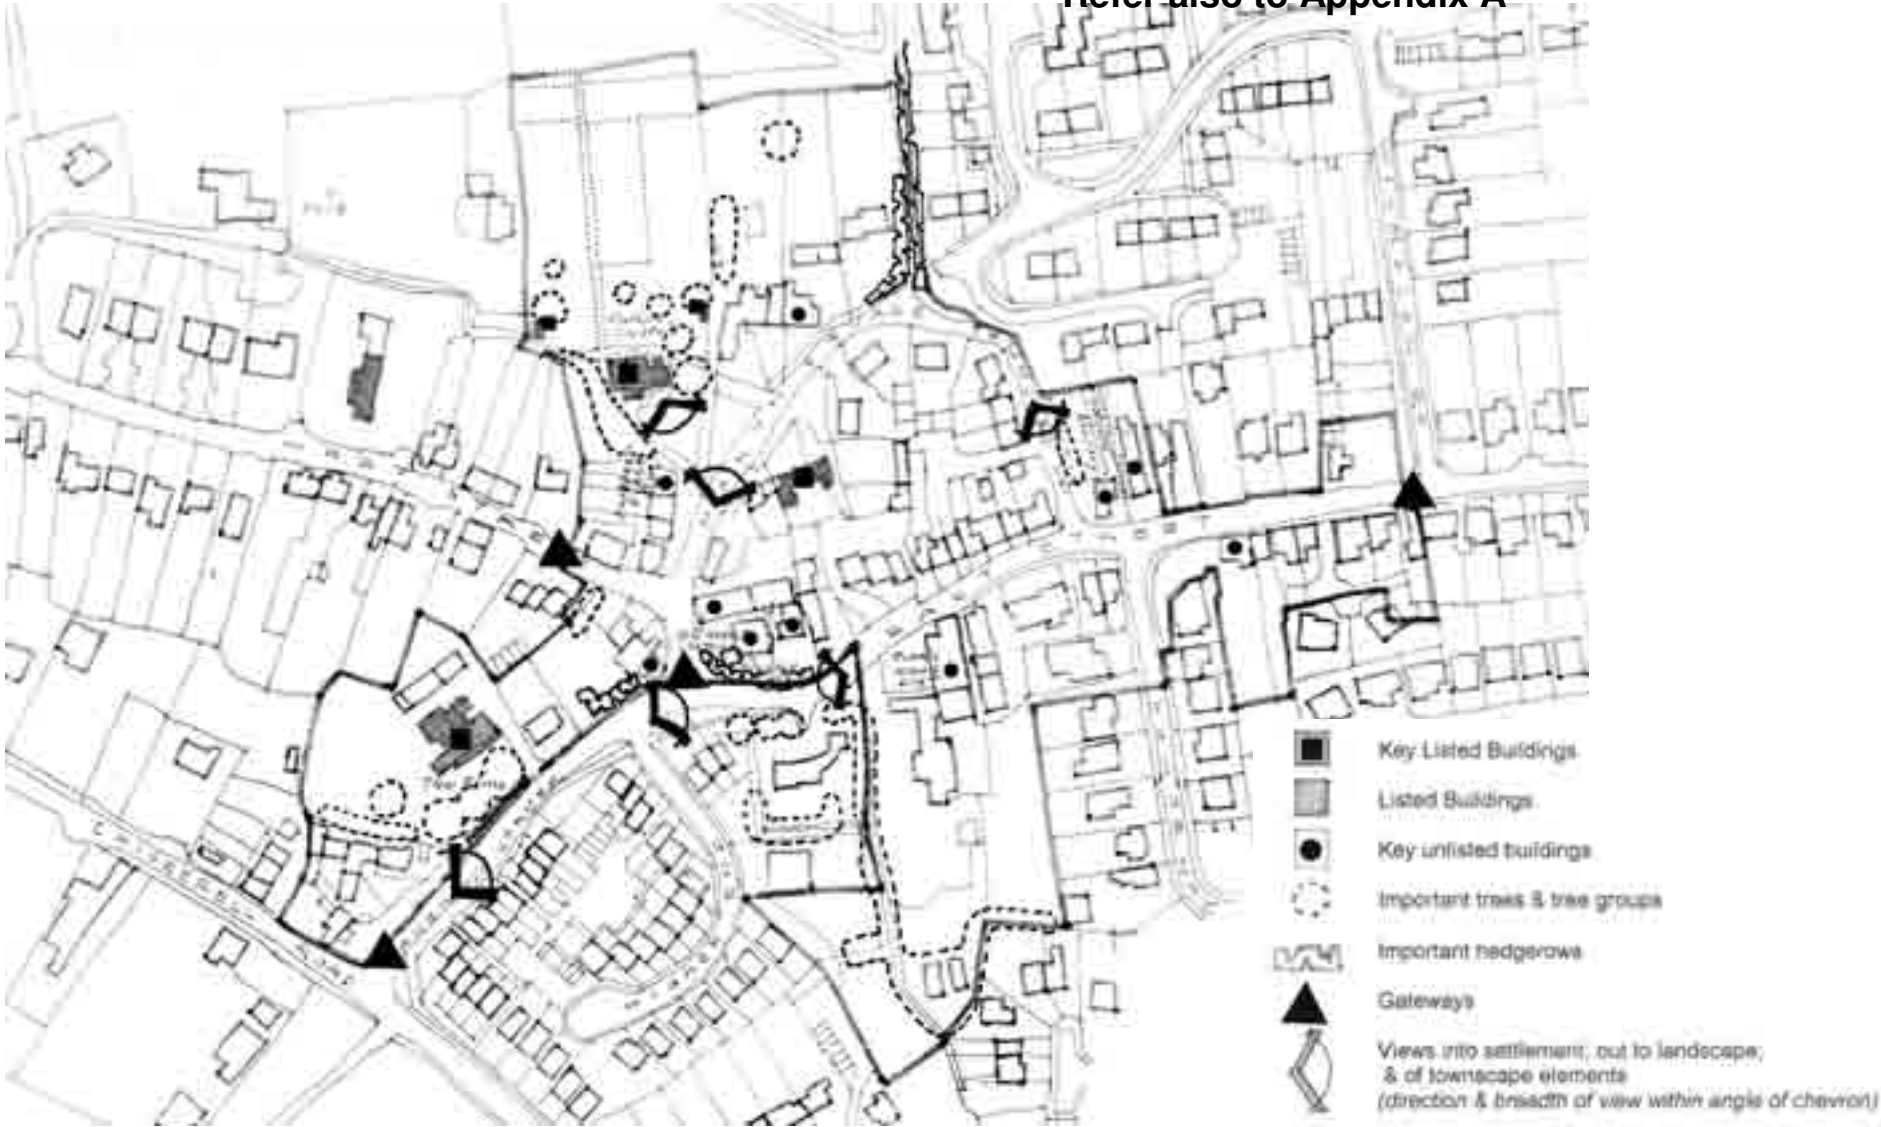 Refer also to Appendix A
Key Listed Buildings
Listed Buildings
Key unlisted buildings
Important trees & tree groups
Important hedgerows
Gateways
Views into settlement; out to landscape;
& of townscape elements
(direction & breadth of view within angle of chevron)